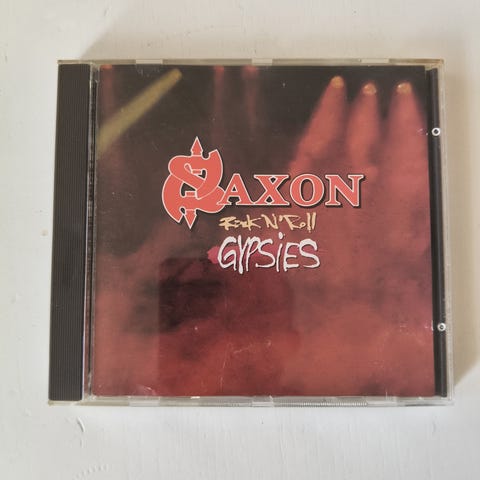 SAXON
Rock 'N' Roll
GYPSiES